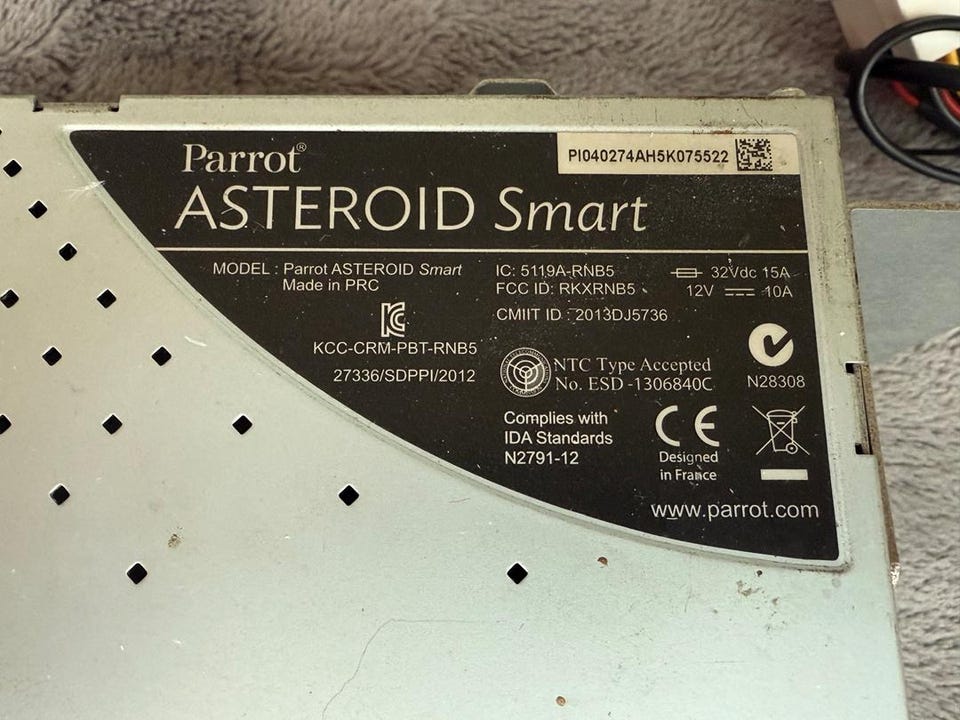 Parrot®
PI040274AH5K075522
ASTEROID Smart
MODEL : Parrot ASTEROID Smart
Made in PRC
KCC-CRM-PBT-RNB5
27336/SDPPI/2012
IC: 5119A-RNB5
FCC ID: RKXRNB5
CMIIT ID : 2013DJ5736
32Vdc 15A
12V 10A
NTC Type Accepted
No. ESD -1306840C
N28308
Complies with
IDA Standards
N2791-12
CE
Designed
in France
www.parrot.com